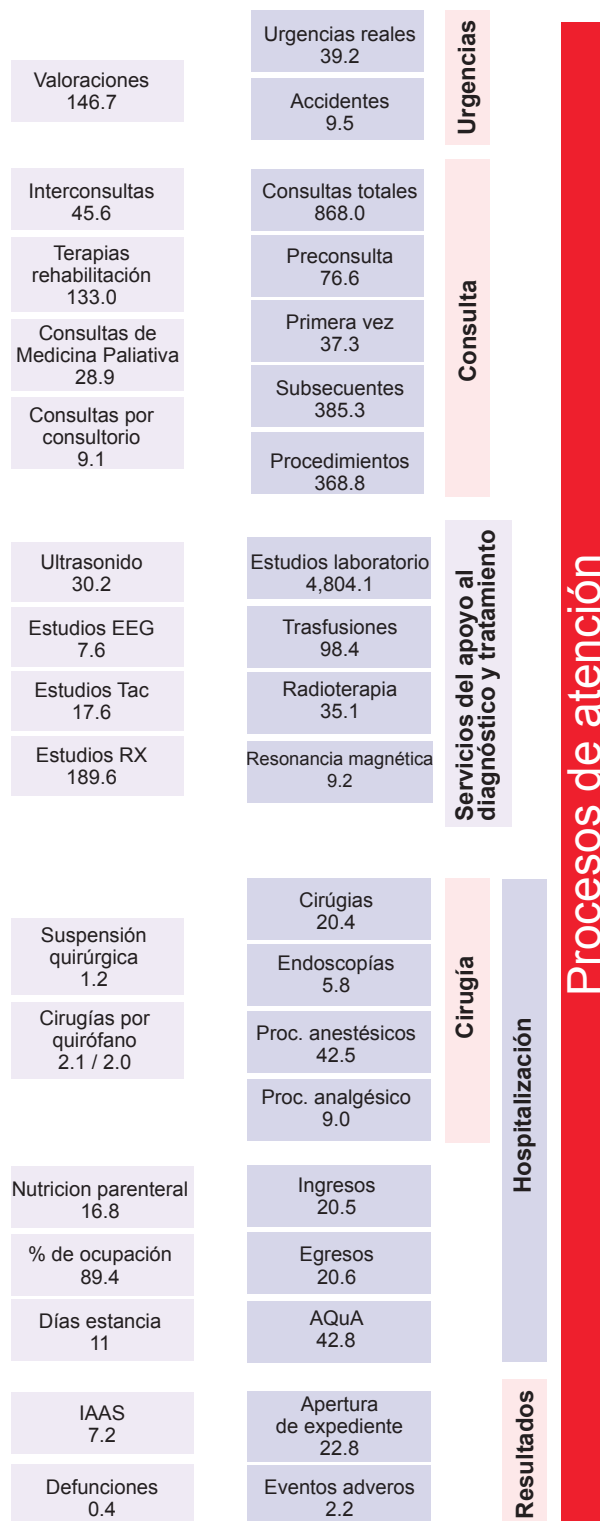 Urgencias reales
39.2
Valoraciones
146.7
Accidentes
9.5
Urgencias
Interconsultas
45.6
Consultas totales
868.0
Terapias
rehabilitación
133.0
Preconsulta
76.6
Consultas de
Medicina Paliativa
28.9
Primera vez
37.3
Consultas por
consultorio
9.1
Subsecuentes
385.3
Procedimientos
368.8
Consulta
Ultrasonido
30.2
Estudios laboratorio
4,804.1
Estudios EEG
7.6
Trasfusiones
98.4
Estudios Tac
17.6
Radioterapia
35.1
Estudios RX
189.6
Resonancia magnética
9.2
Servicios del apoyo al
diagnóstico y tratamiento
Cirúgias
20.4
Suspensión
quirúrgica
1.2
Endoscopías
5.8
Cirugías por
quirófano
2.1 / 2.0
Proc. anestésicos
42.5
Proc. analgésico
9.0
Cirugía
Nutricion parenteral
16.8
Ingresos
20.5
% de ocupación
89.4
Egresos
20.6
Días estancia
11
AQuA
42.8
Hospitalización
IAAS
7.2
Apertura
de expediente
22.8
Defunciones
0.4
Eventos adveros
2.2
Resultados
Procesos de atención